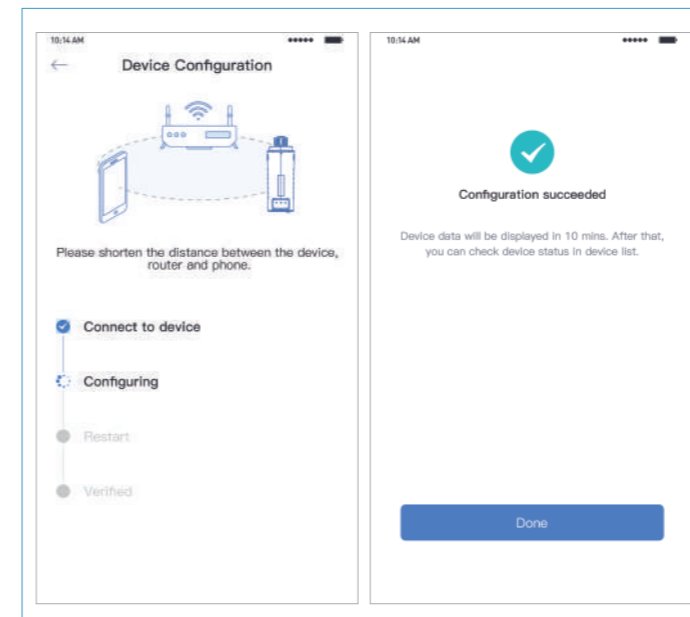 10:14 AM
Device Configuration
Please shorten the distance between the device,
router and phone.
Connect to device
Configuring
Restart
Verified
10:14 AM
Configuration succeeded
Device data will be displayed in 10 mins. After that,
you can check device status in device list.
Done